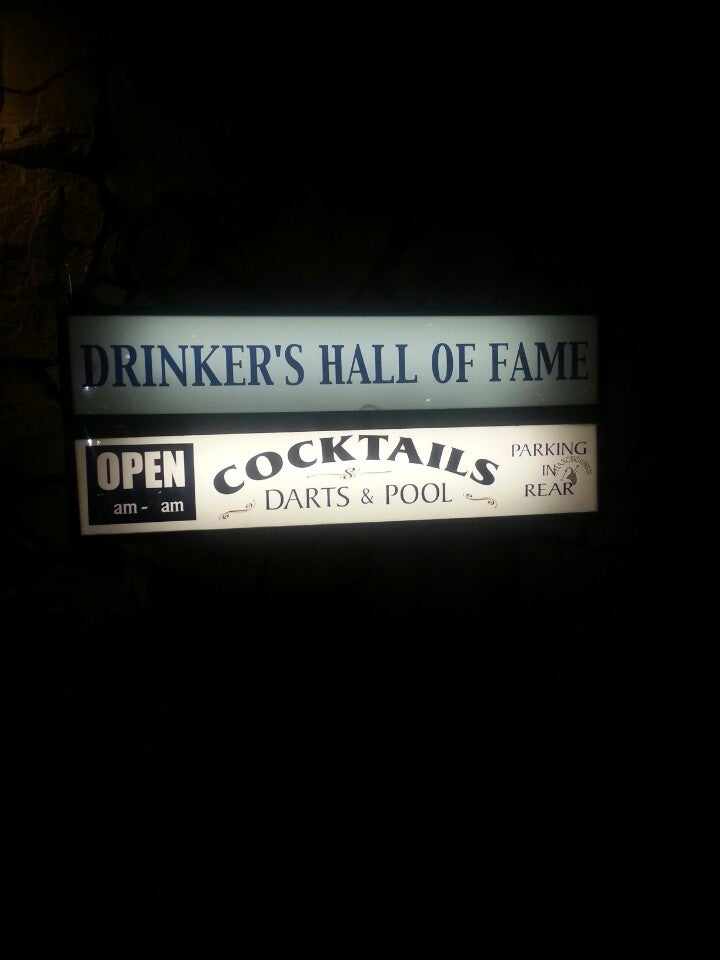 DRINKER'S HALL OF FAME
OPEN
am - am
COCKTAILS
&
DARTS & POOL
PARKING
IN
REAR